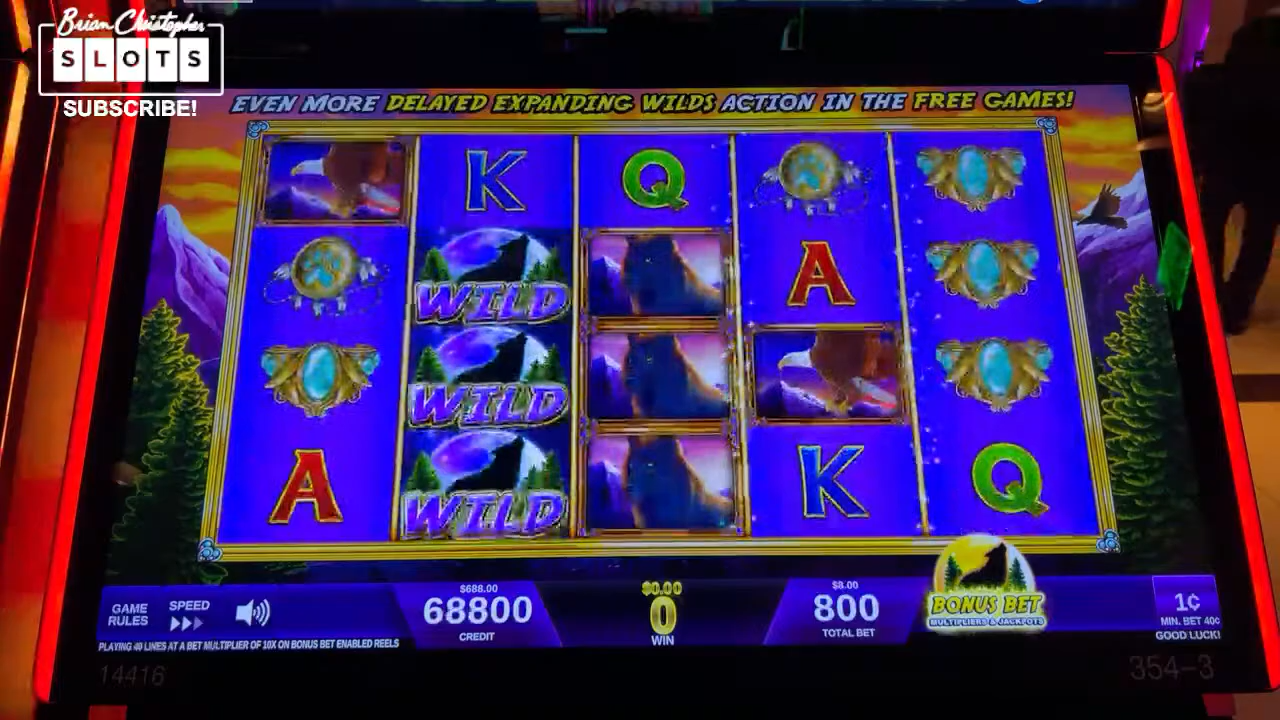 Brian Christopher
SLOTS
SUBSCRIBE!
EVEN MORE DELAYED EXPANDING WILDS ACTION IN THE FREE GAMES!
K Q
WILD A
WILD
A WILD K Q
GAME RULES
SPEED
$688.00
68800
CREDIT
$0.00
0
WIN
$8.00
800
TOTAL BET
BONUS BET
MULTIPLIERS & JACKPOTS
1¢
MIN. BET 40¢
GOOD LUCK!
PLAYING 40 LINES AT A BET MULTIPLIER OF 10X ON BONUS BET ENABLED REELS
14416
354-3